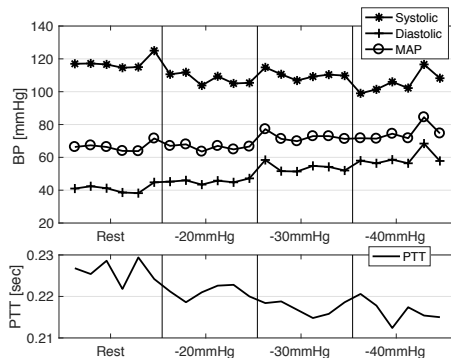 Systolic
Diastolic
MAP
BP [mmHg]
140
120
100
80
60
40
20
Rest
-20mmHg
-30mmHg
-40mmHg
PTT
PTT [sec]
0.23
0.22
0.21
Rest
-20mmHg
-30mmHg
-40mmHg